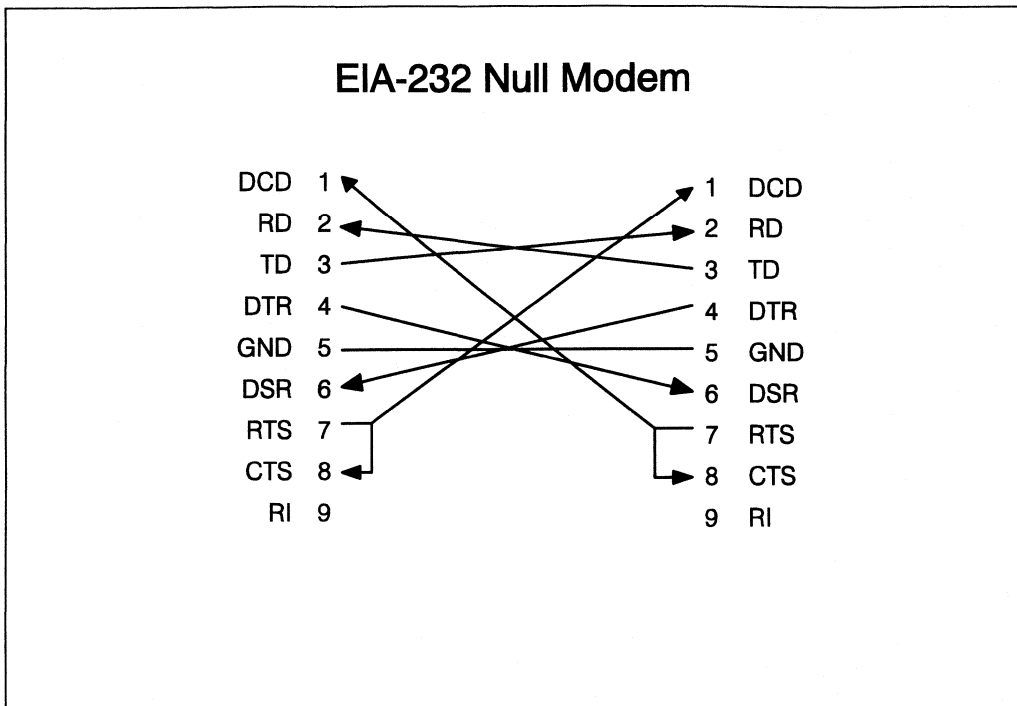 EIA-232 Null Modem
DCD 1 1 DCD
RD 2 2 RD
TD 3 3 TD
DTR 4 4 DTR
GND 5 5 GND
DSR 6 6 DSR
RTS 7 7 RTS
CTS 8 8 CTS
RI 9 9 RI